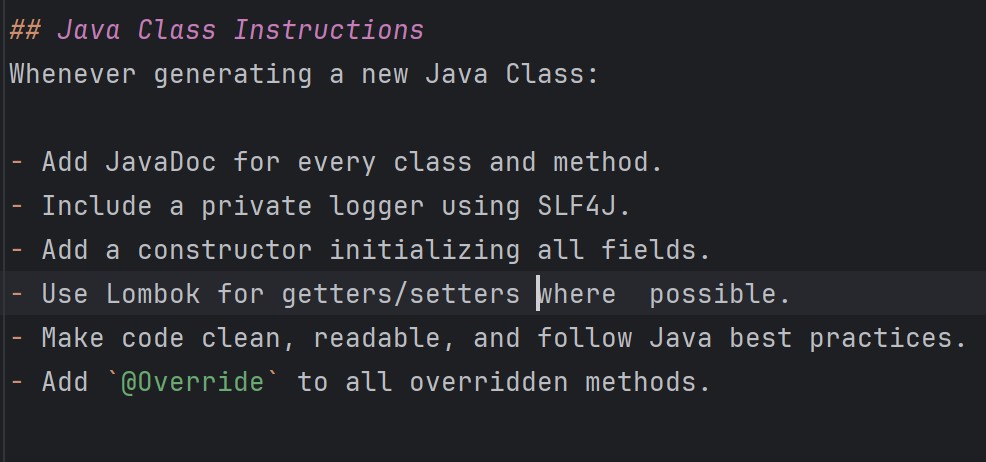 ## Java Class Instructions
Whenever generating a new Java Class:
- Add JavaDoc for every class and method.
- Include a private logger using SLF4J.
- Add a constructor initializing all fields.
- Use Lombok for getters/setters where  possible.
- Make code clean, readable, and follow Java best practices.
- Add `@Override` to all overridden methods.